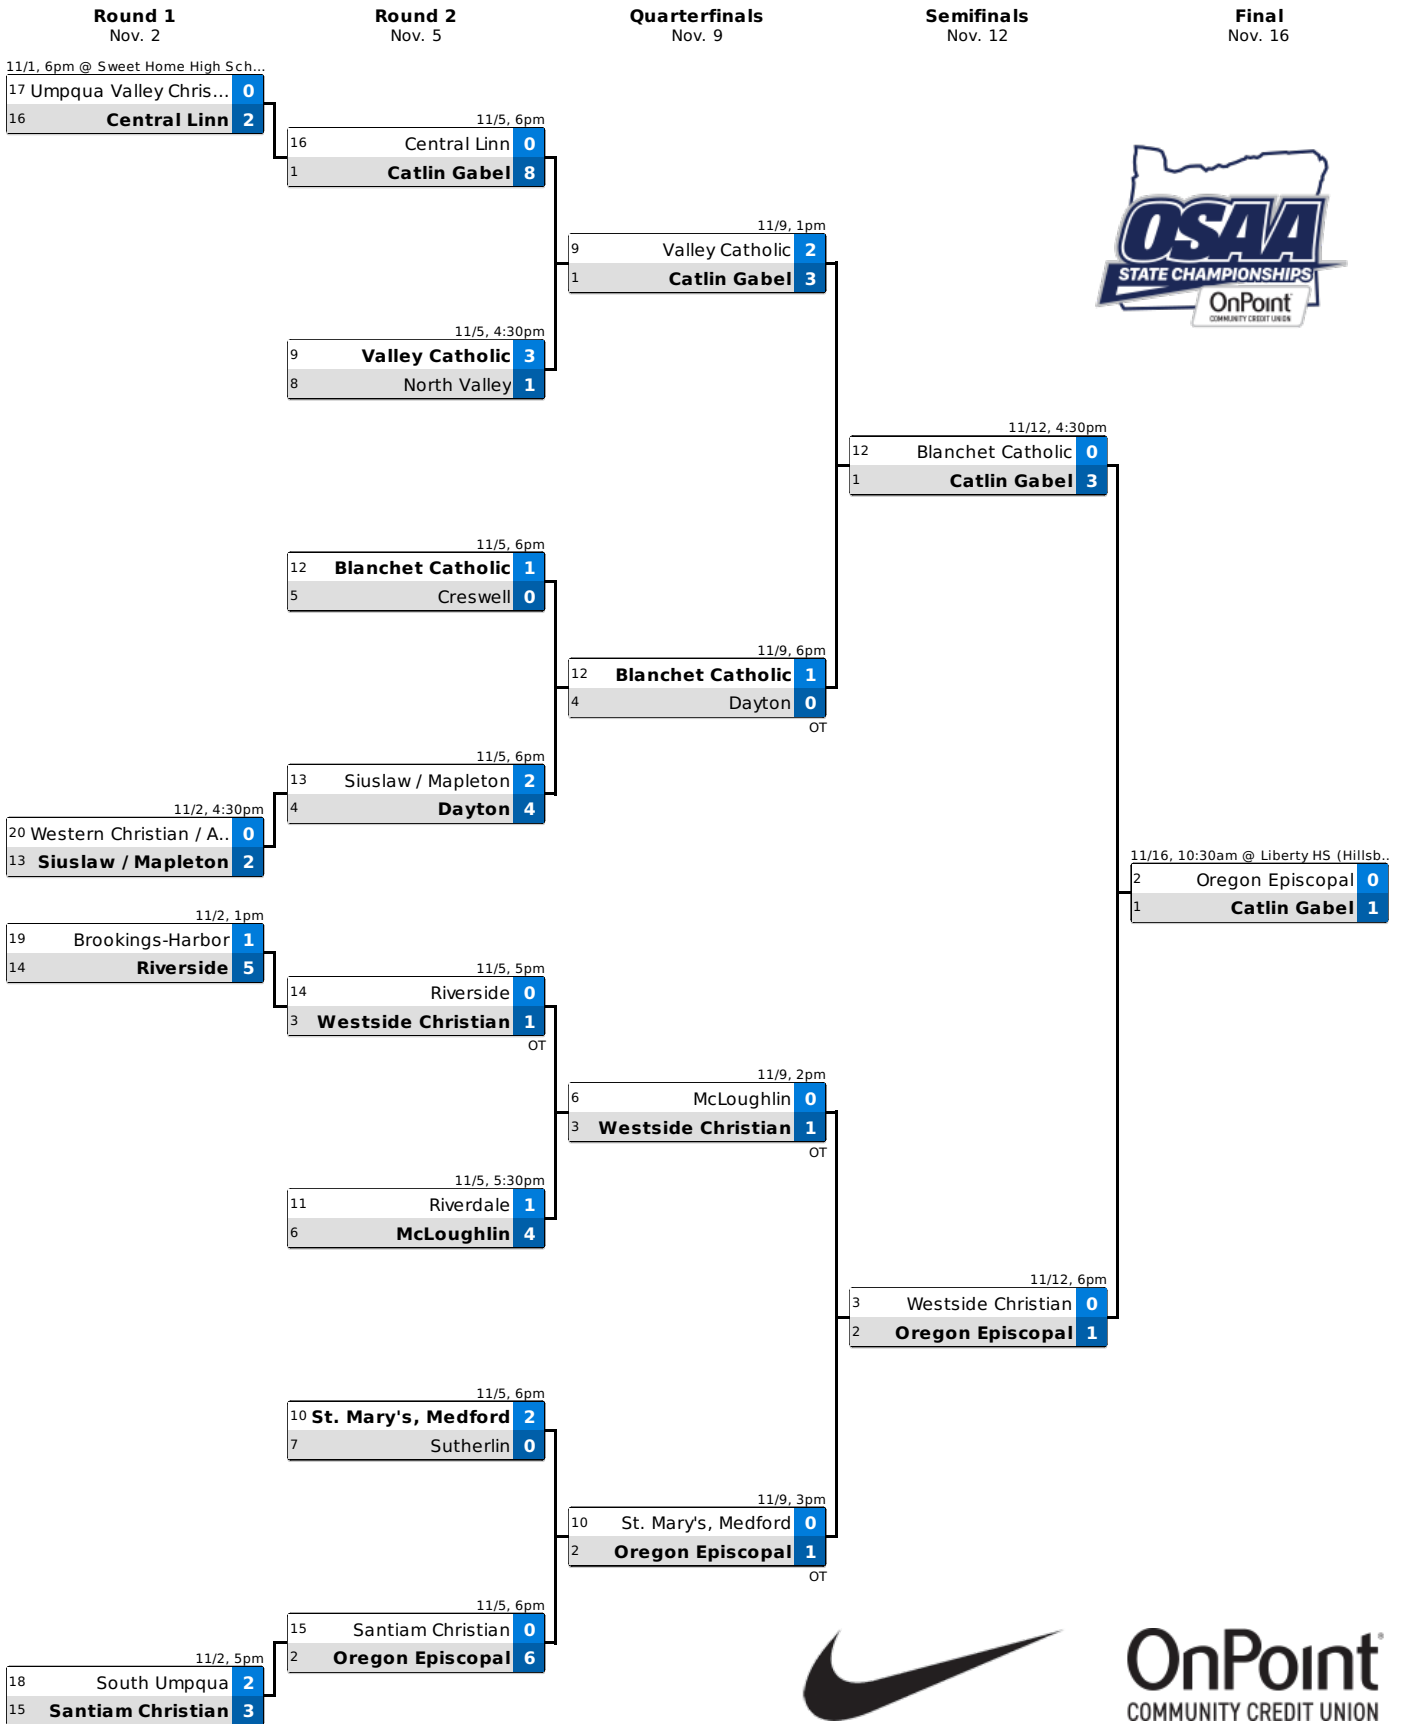 Round 1
Nov. 2
Round 2
Nov. 5
Quarterfinals
Nov. 9
Semifinals
Nov. 12
Final
Nov. 16
11/1, 6pm @ Sweet Home High Sch...
17 Umpqua Valley Chris... 0
16 Central Linn 2
11/5, 6pm
16 Central Linn 0
1 Catlin Gabel 8
11/9, 1pm
9 Valley Catholic 2
1 Catlin Gabel 3
11/5, 4:30pm
9 Valley Catholic 3
8 North Valley 1
OSAA
STATE CHAMPIONSHIPS
OnPoint
COMMUNITY CREDIT UNION
11/12, 4:30pm
12 Blanchet Catholic 0
1 Catlin Gabel 3
11/5, 6pm
12 Blanchet Catholic 1
5 Creswell 0
11/9, 6pm
12 Blanchet Catholic 1
4 Dayton 0
OT
11/5, 6pm
13 Siuslaw / Mapleton 2
4 Dayton 4
11/2, 4:30pm
20 Western Christian / A.. 0
13 Siuslaw / Mapleton 2
11/16, 10:30am @ Liberty HS (Hillsb..
2 Oregon Episcopal 0
1 Catlin Gabel 1
11/2, 1pm
19 Brookings-Harbor 1
14 Riverside 5
11/5, 5pm
14 Riverside 0
3 Westside Christian 1
OT
11/9, 2pm
6 McLoughlin 0
3 Westside Christian 1
OT
11/5, 5:30pm
11 Riverdale 1
6 McLoughlin 4
11/12, 6pm
3 Westside Christian 0
2 Oregon Episcopal 1
11/5, 6pm
10 St. Mary's, Medford 2
7 Sutherlin 0
11/9, 3pm
10 St. Mary's, Medford 0
2 Oregon Episcopal 1
OT
11/5, 6pm
15 Santiam Christian 0
2 Oregon Episcopal 6
11/2, 5pm
18 South Umpqua 2
15 Santiam Christian 3
OnPoint®
COMMUNITY CREDIT UNION